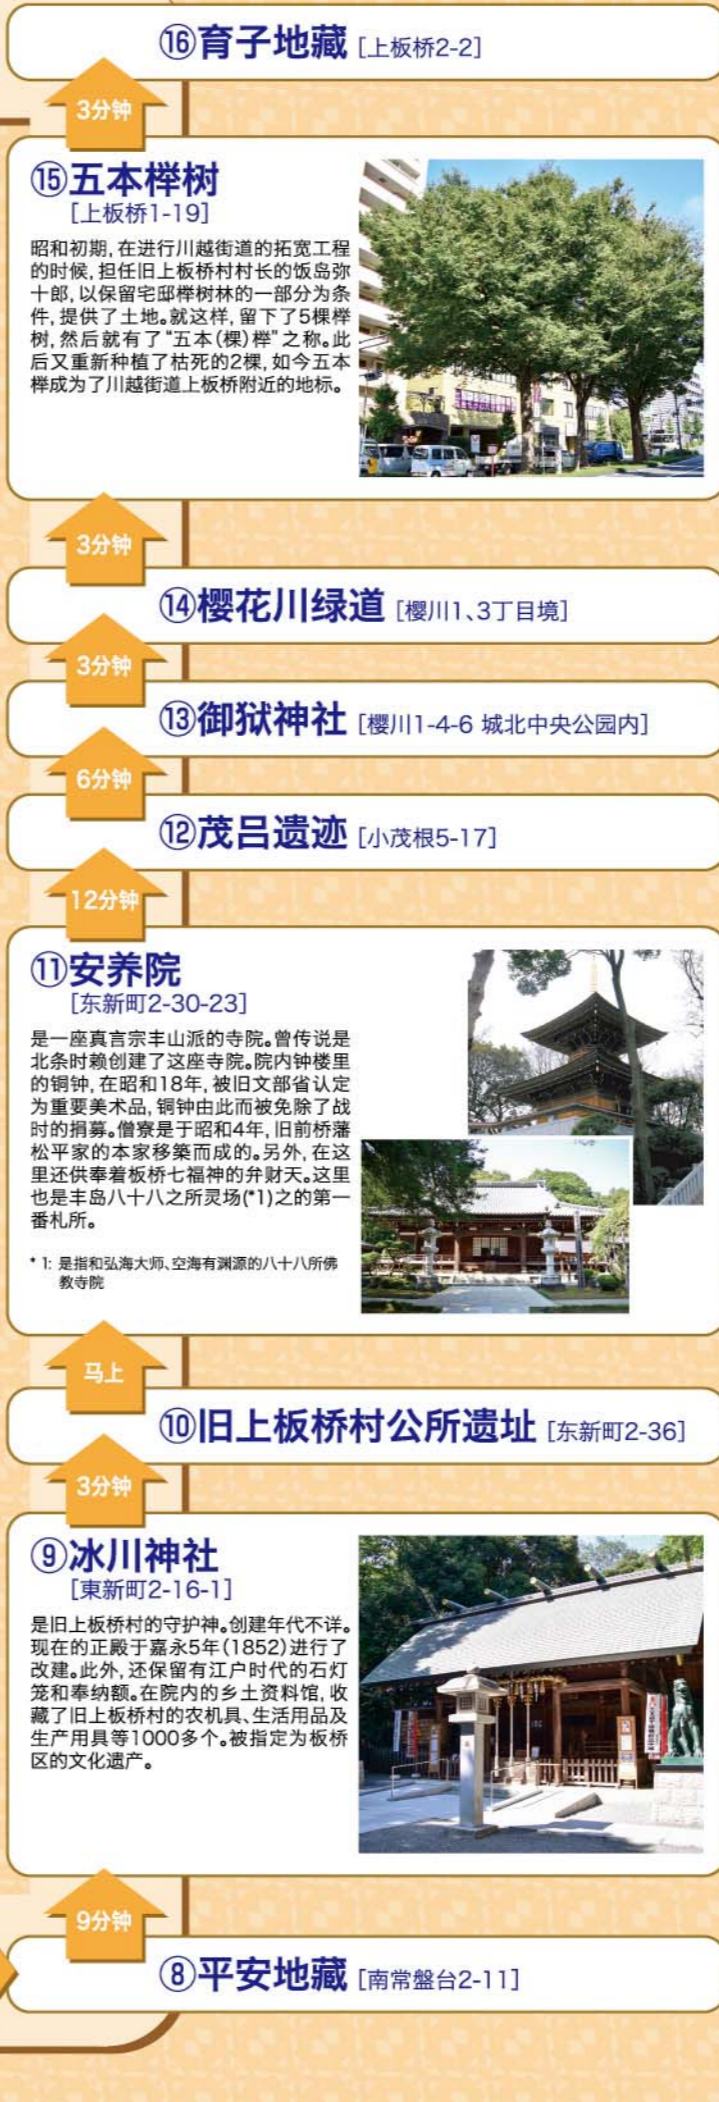 ⑯育子地藏 [上板桥2-2]
3分钟
⑮五本榉树
[上板桥1-19]
昭和初期,在进行川越街道的拓宽工程
的时候,担任旧上板桥村村长的饭岛弥
十郎,以保留宅邸榉树林的一部分为条
件,提供了土地。就这样,留下了5棵榉
树,然后就有了“五本(棵)榉”之称。此
后又重新种植了枯死的2棵,如今五本
榉成为了川越街道上板桥附近的地标。
3分钟
⑭樱花川绿道 [樱川1、3丁目境]
3分钟
⑬御狱神社 [樱川1-4-6 城北中央公园内]
6分钟
⑫茂吕遗迹 [小茂根5-17]
12分钟
⑪安养院
[东新町2-30-23]
是一座真言宗丰山派的寺院。曾传说是
北条时赖创建了这座寺院。院内钟楼里
的铜钟,在昭和18年,被旧文部省认定
为重要美术品,铜钟由此而被免除了战
时的捐募。僧寮是于昭和4年,旧前桥藩
松平家的本家移築而成的。另外,在这
里还供奉着板桥七福神的弁财天。这里
也是丰岛八十八之所灵场(*1)之的第一
番札所。
* 1: 是指和弘海大师、空海有渊源的八十八所佛
教寺院
马上
⑩旧上板桥村公所遗址 [东新町2-36]
3分钟
⑨冰川神社
[東新町2-16-1]
是旧上板桥村的守护神。创建年代不详。
现在的正殿于嘉永5年(1852)进行了
改建。此外,还保留有江户时代的石灯
笼和奉纳额。在院内的乡土资料馆,收
藏了旧上板桥村的农机具、生活用品及
生产用具等1000多个。被指定为板桥
区的文化遗产。
9分钟
⑧平安地藏 [南常盤台2-11]